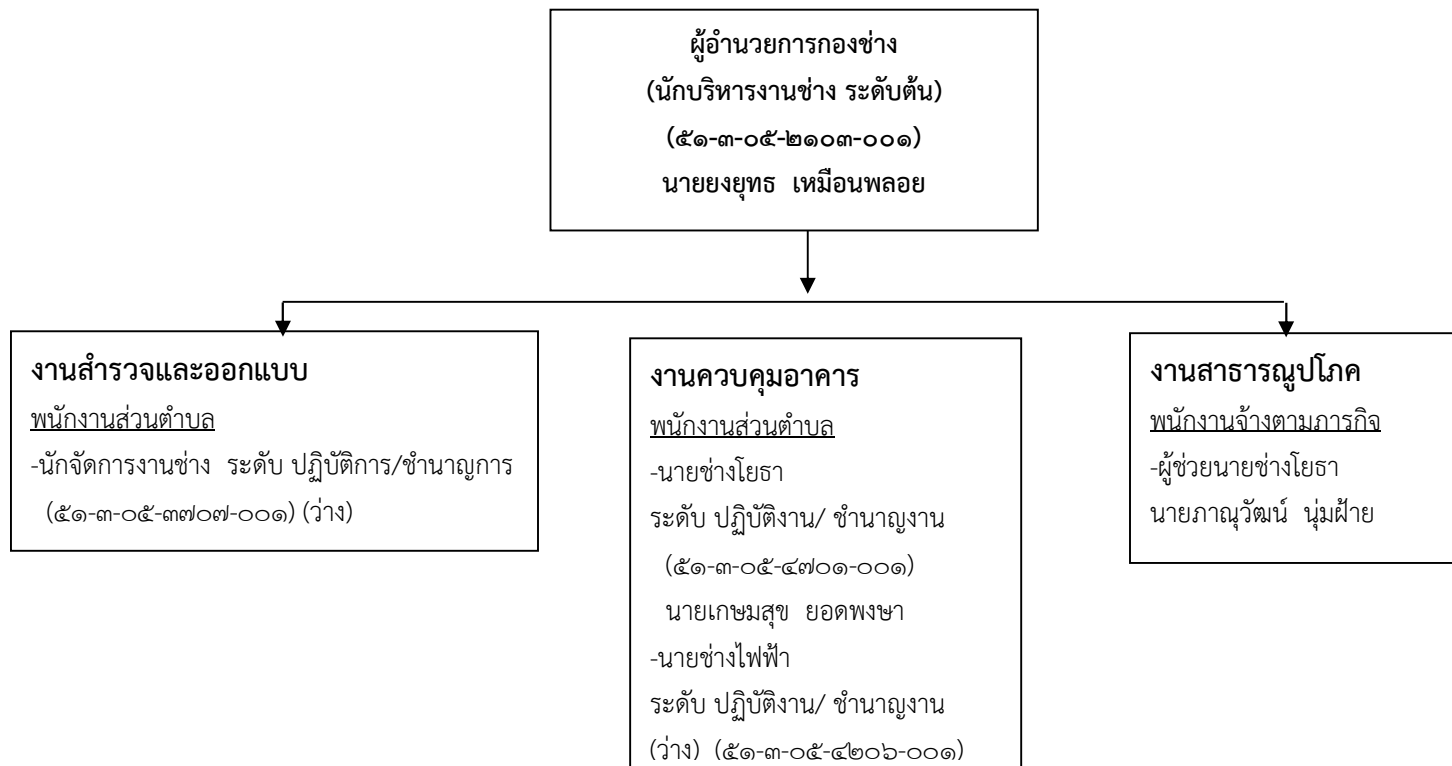 ผู้อำนวยการกองช่าง
(นักบริหารงานช่าง ระดับต้น)
(๕๑-๓-๐๕-๒๑๐๓-๐๐๑)
นายยงยุทธ เหมือนพลอย
งานสำรวจและออกแบบ
พนักงานส่วนตำบล
-นักจัดการงานช่าง ระดับ ปฏิบัติการ/ชำนาญการ
(๕๑-๓-๐๕-๓๗๐๗-๐๐๑) (ว่าง)
งานควบคุมอาคาร
พนักงานส่วนตำบล
-นายช่างโยธา
ระดับ ปฏิบัติงาน/ ชำนาญงาน
(๕๑-๓-๐๕-๔๗๐๑-๐๐๑)
นายเกษมสุข ยอดพงษา
-นายช่างไฟฟ้า
ระดับ ปฏิบัติงาน/ ชำนาญงาน
(ว่าง) (๕๑-๓-๐๕-๔๒๐๖-๐๐๑)
งานสาธารณูปโภค
พนักงานจ้างตามภารกิจ
-ผู้ช่วยนายช่างโยธา
นายภาณุวัฒน์ นุ่มฝ้าย